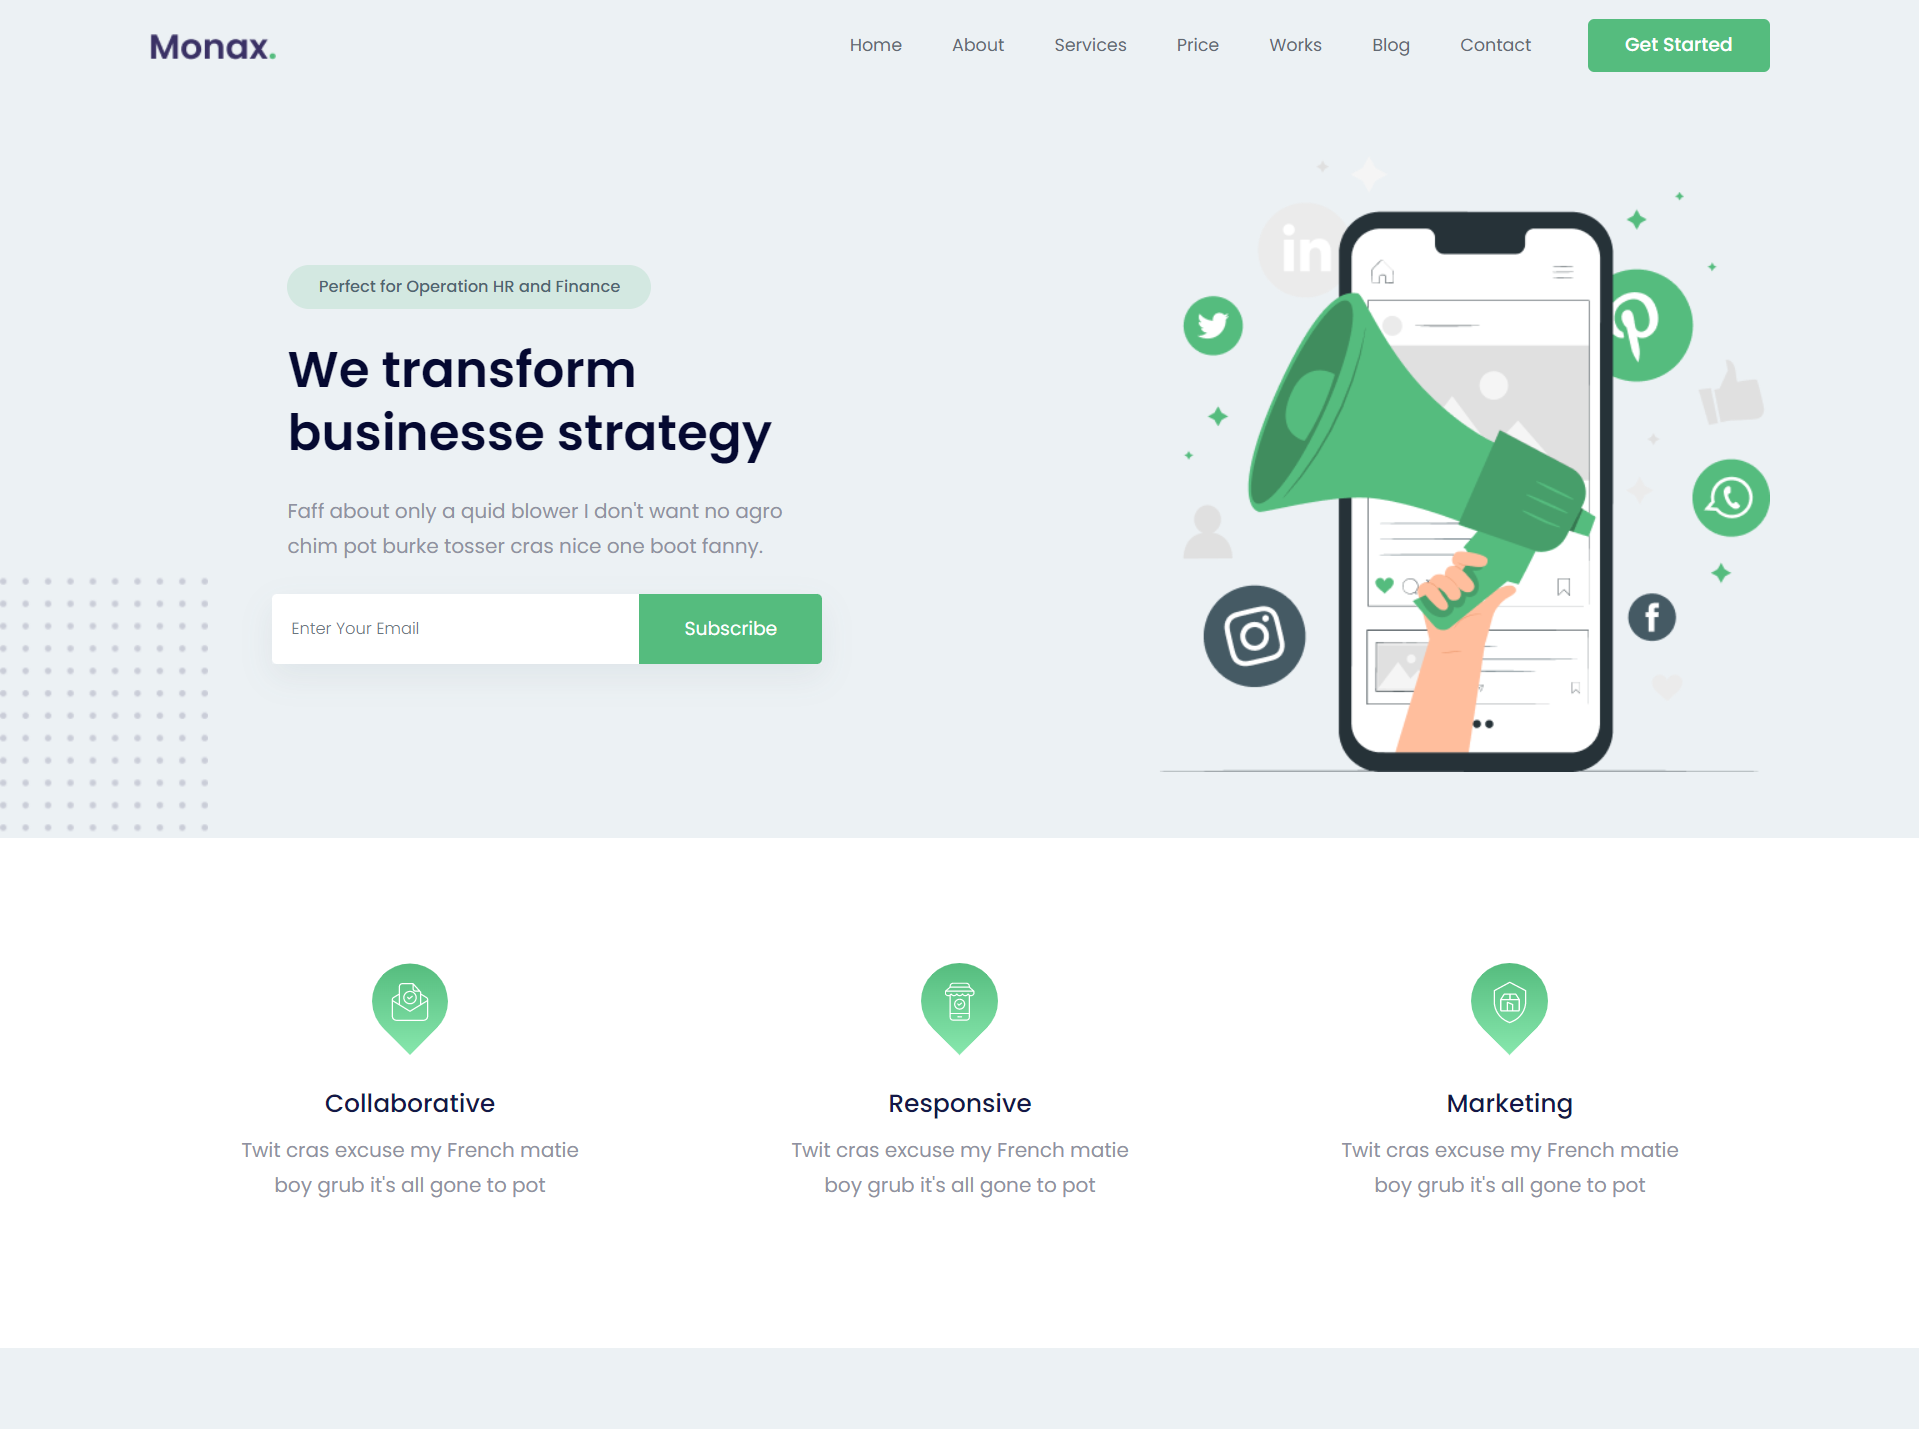 Monax.
Home About Services Price Works Blog Contact Get Started
Perfect for Operation HR and Finance
We transform
businesse strategy
Faff about only a quid blower I don't want no agro
chim pot burke tosser cras nice one boot fanny.
Enter Your Email
Subscribe
in
f
Collaborative
Twit cras excuse my French matie
boy grub it's all gone to pot
Responsive
Twit cras excuse my French matie
boy grub it's all gone to pot
Marketing
Twit cras excuse my French matie
boy grub it's all gone to pot